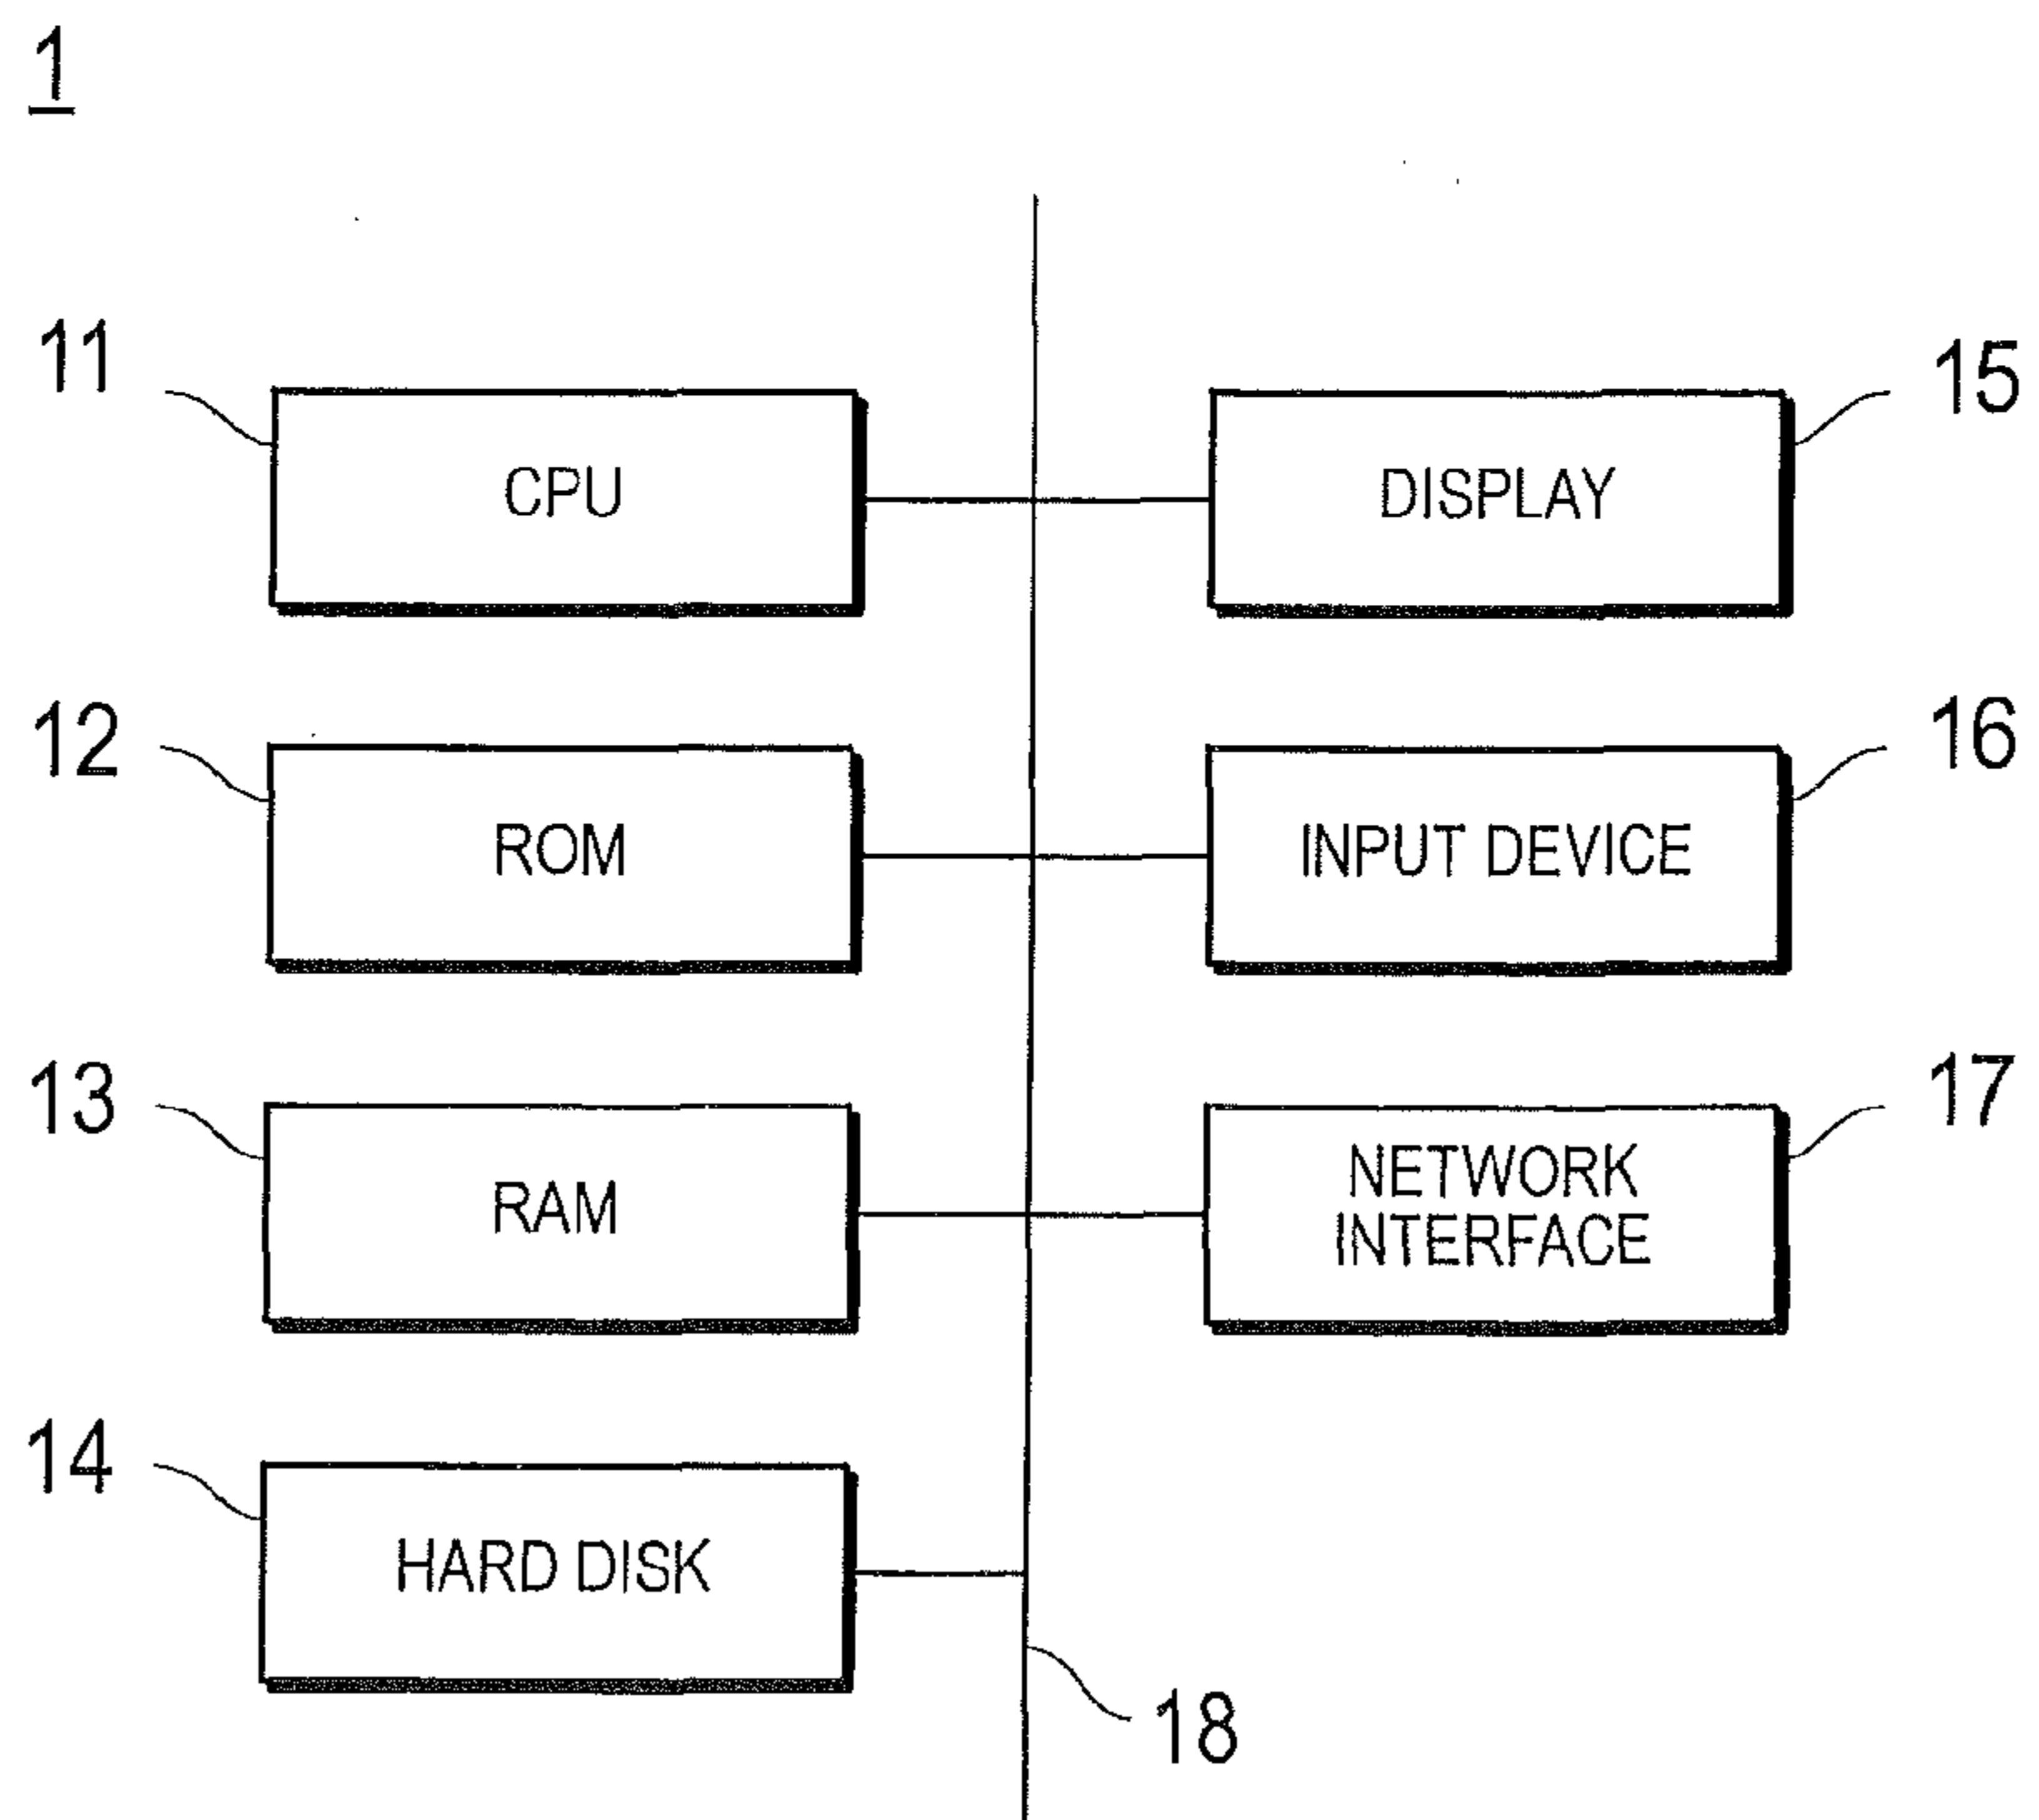 1
11
CPU
15
DISPLAY
12
ROM
16
INPUT DEVICE
13
RAM
17
NETWORK
INTERFACE
14
HARD DISK
18